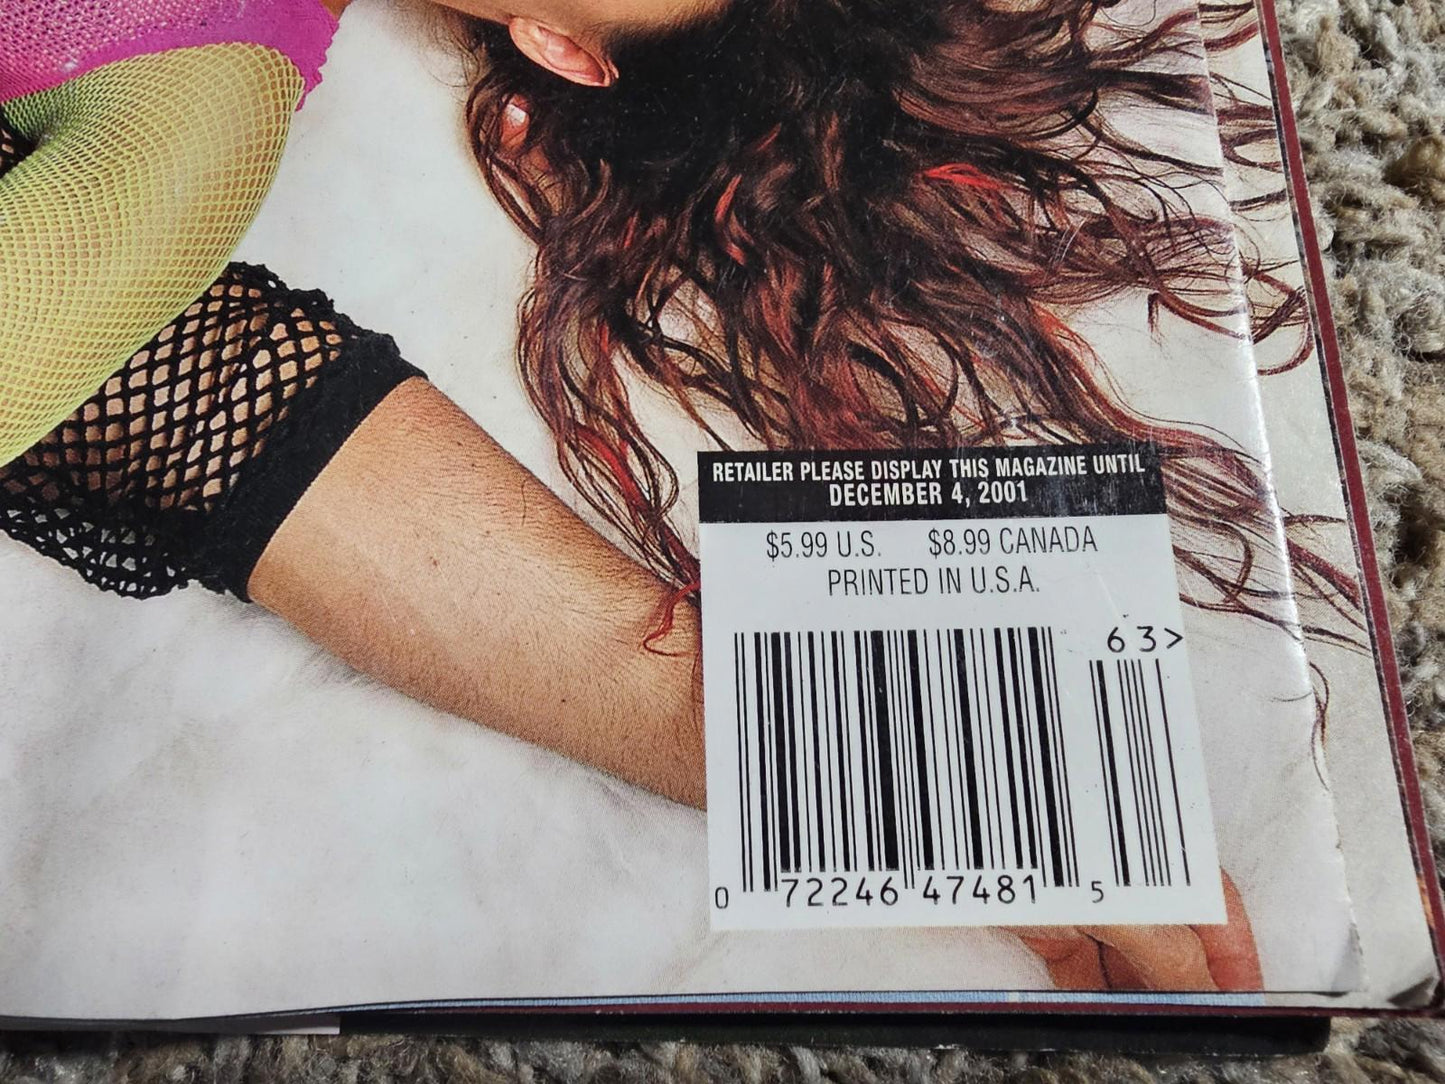 RETAILER PLEASE DISPLAY THIS MAGAZINE UNTIL
DECEMBER 4, 2001
$5.99 U.S. $8.99 CANADA
PRINTED IN U.S.A.
63>
0 72246 47481 5